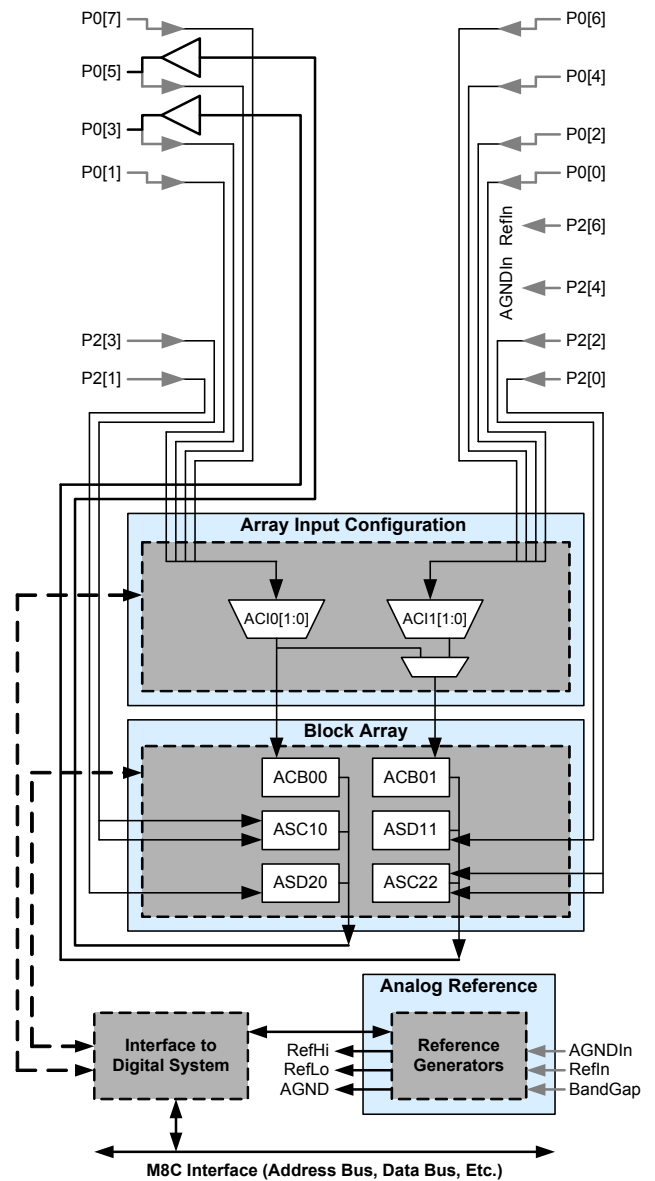 P0[7]
P0[6]
P0[5]
P0[4]
P0[3]
P0[2]
P0[1]
P0[0]
AGNDIn RefIn
P2[6]
P2[4]
P2[3]
P2[2]
P2[1]
P2[0]
Array Input Configuration
ACI0[1:0]
ACI1[1:0]
Block Array
ACB00
ACB01
ASC10
ASD11
ASD20
ASC22
Analog Reference
Interface to
Digital System
Reference
Generators
RefHi
RefLo
AGND
AGNDIn
RefIn
BandGap
M8C Interface (Address Bus, Data Bus, Etc.)